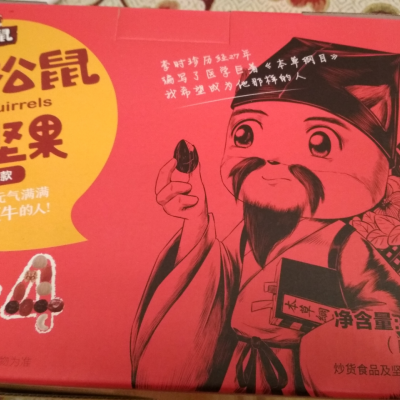 鼠
松鼠
uirrels
坚果
款
元气满满
牛的人!
李时珍历经27年
编写了医学巨著《本草纲目》
我希望成为他那样的人
本草纲
净含量:
炒货食品及坚